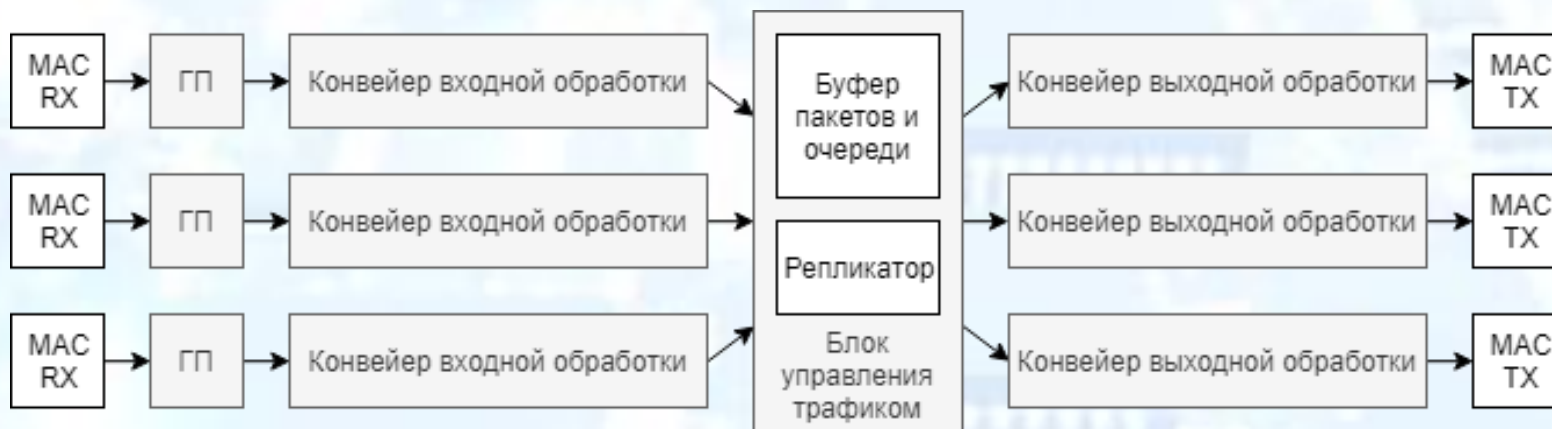 MAC
RX
ГП
Конвейер входной обработки
Буфер
пакетов и
очереди
Конвейер выходной обработки
MAC
TX
MAC
RX
ГП
Конвейер входной обработки
Репликатор
Конвейер выходной обработки
MAC
TX
MAC
RX
ГП
Конвейер входной обработки
Блок
управления
трафиком
Конвейер выходной обработки
MAC
TX